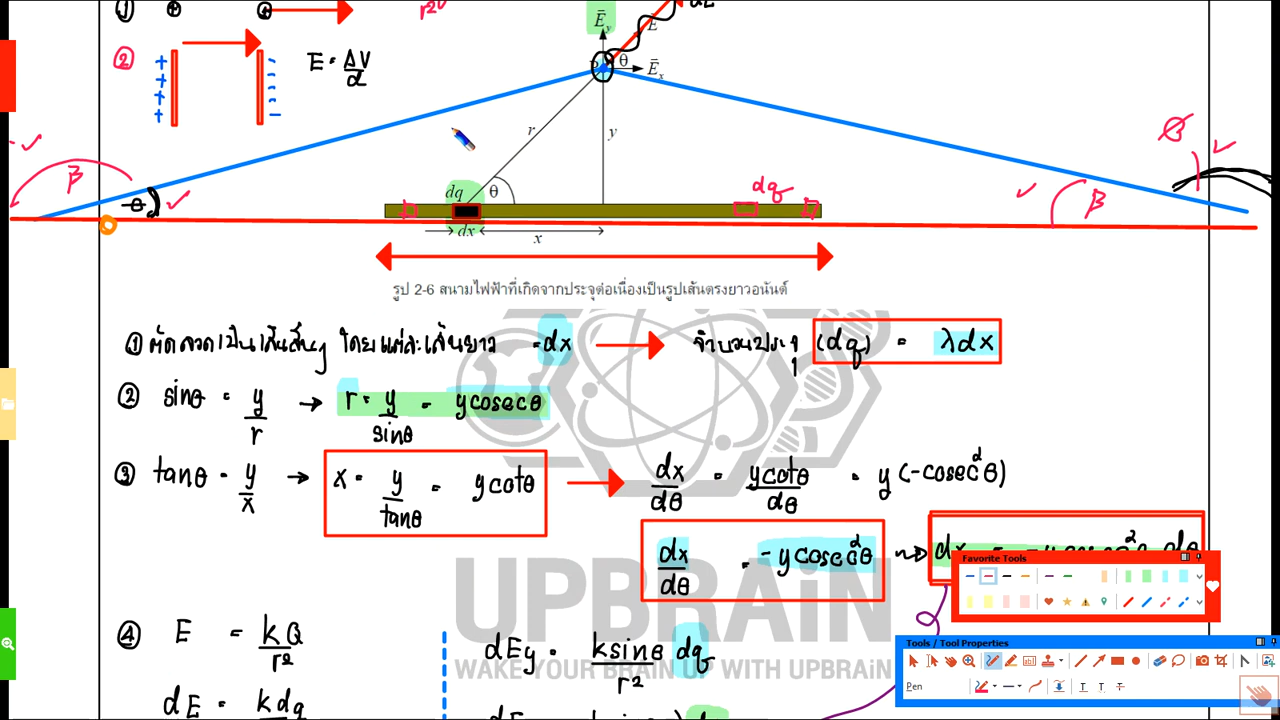 ①
r²
dE
E̅y
E
② + + + + - - - - E = ΔV/d
P θ E̅x
r y
β θ dq θ dq β θ
dx x
รูป 2-6 สนามไฟฟ้าที่เกิดจากประจุต่อเนื่องเป็นรูปเส้นตรงยาวอนันต์
① ตัดลวดเป็นเส้นสั้นๆ โดยแต่ละเส้นยาว = dx → จำนวนประจุ (dq) = λdx
② sinθ = y/r → r = y/sinθ = ycosecθ
③ tanθ = y/x → x = y/tanθ = ycotθ → dx/dθ = ycotθ/dθ = y(-cosec²θ)
dx/dθ = -ycosec²θ
UPBRAiN
WAKE YOUR BRAIN UP WITH UPBRAiN
④ E = kQ/r² dEy = ksinθ dq/r²
dE = kdq
Favorite Tools
Tools / Tool Properties
Pen